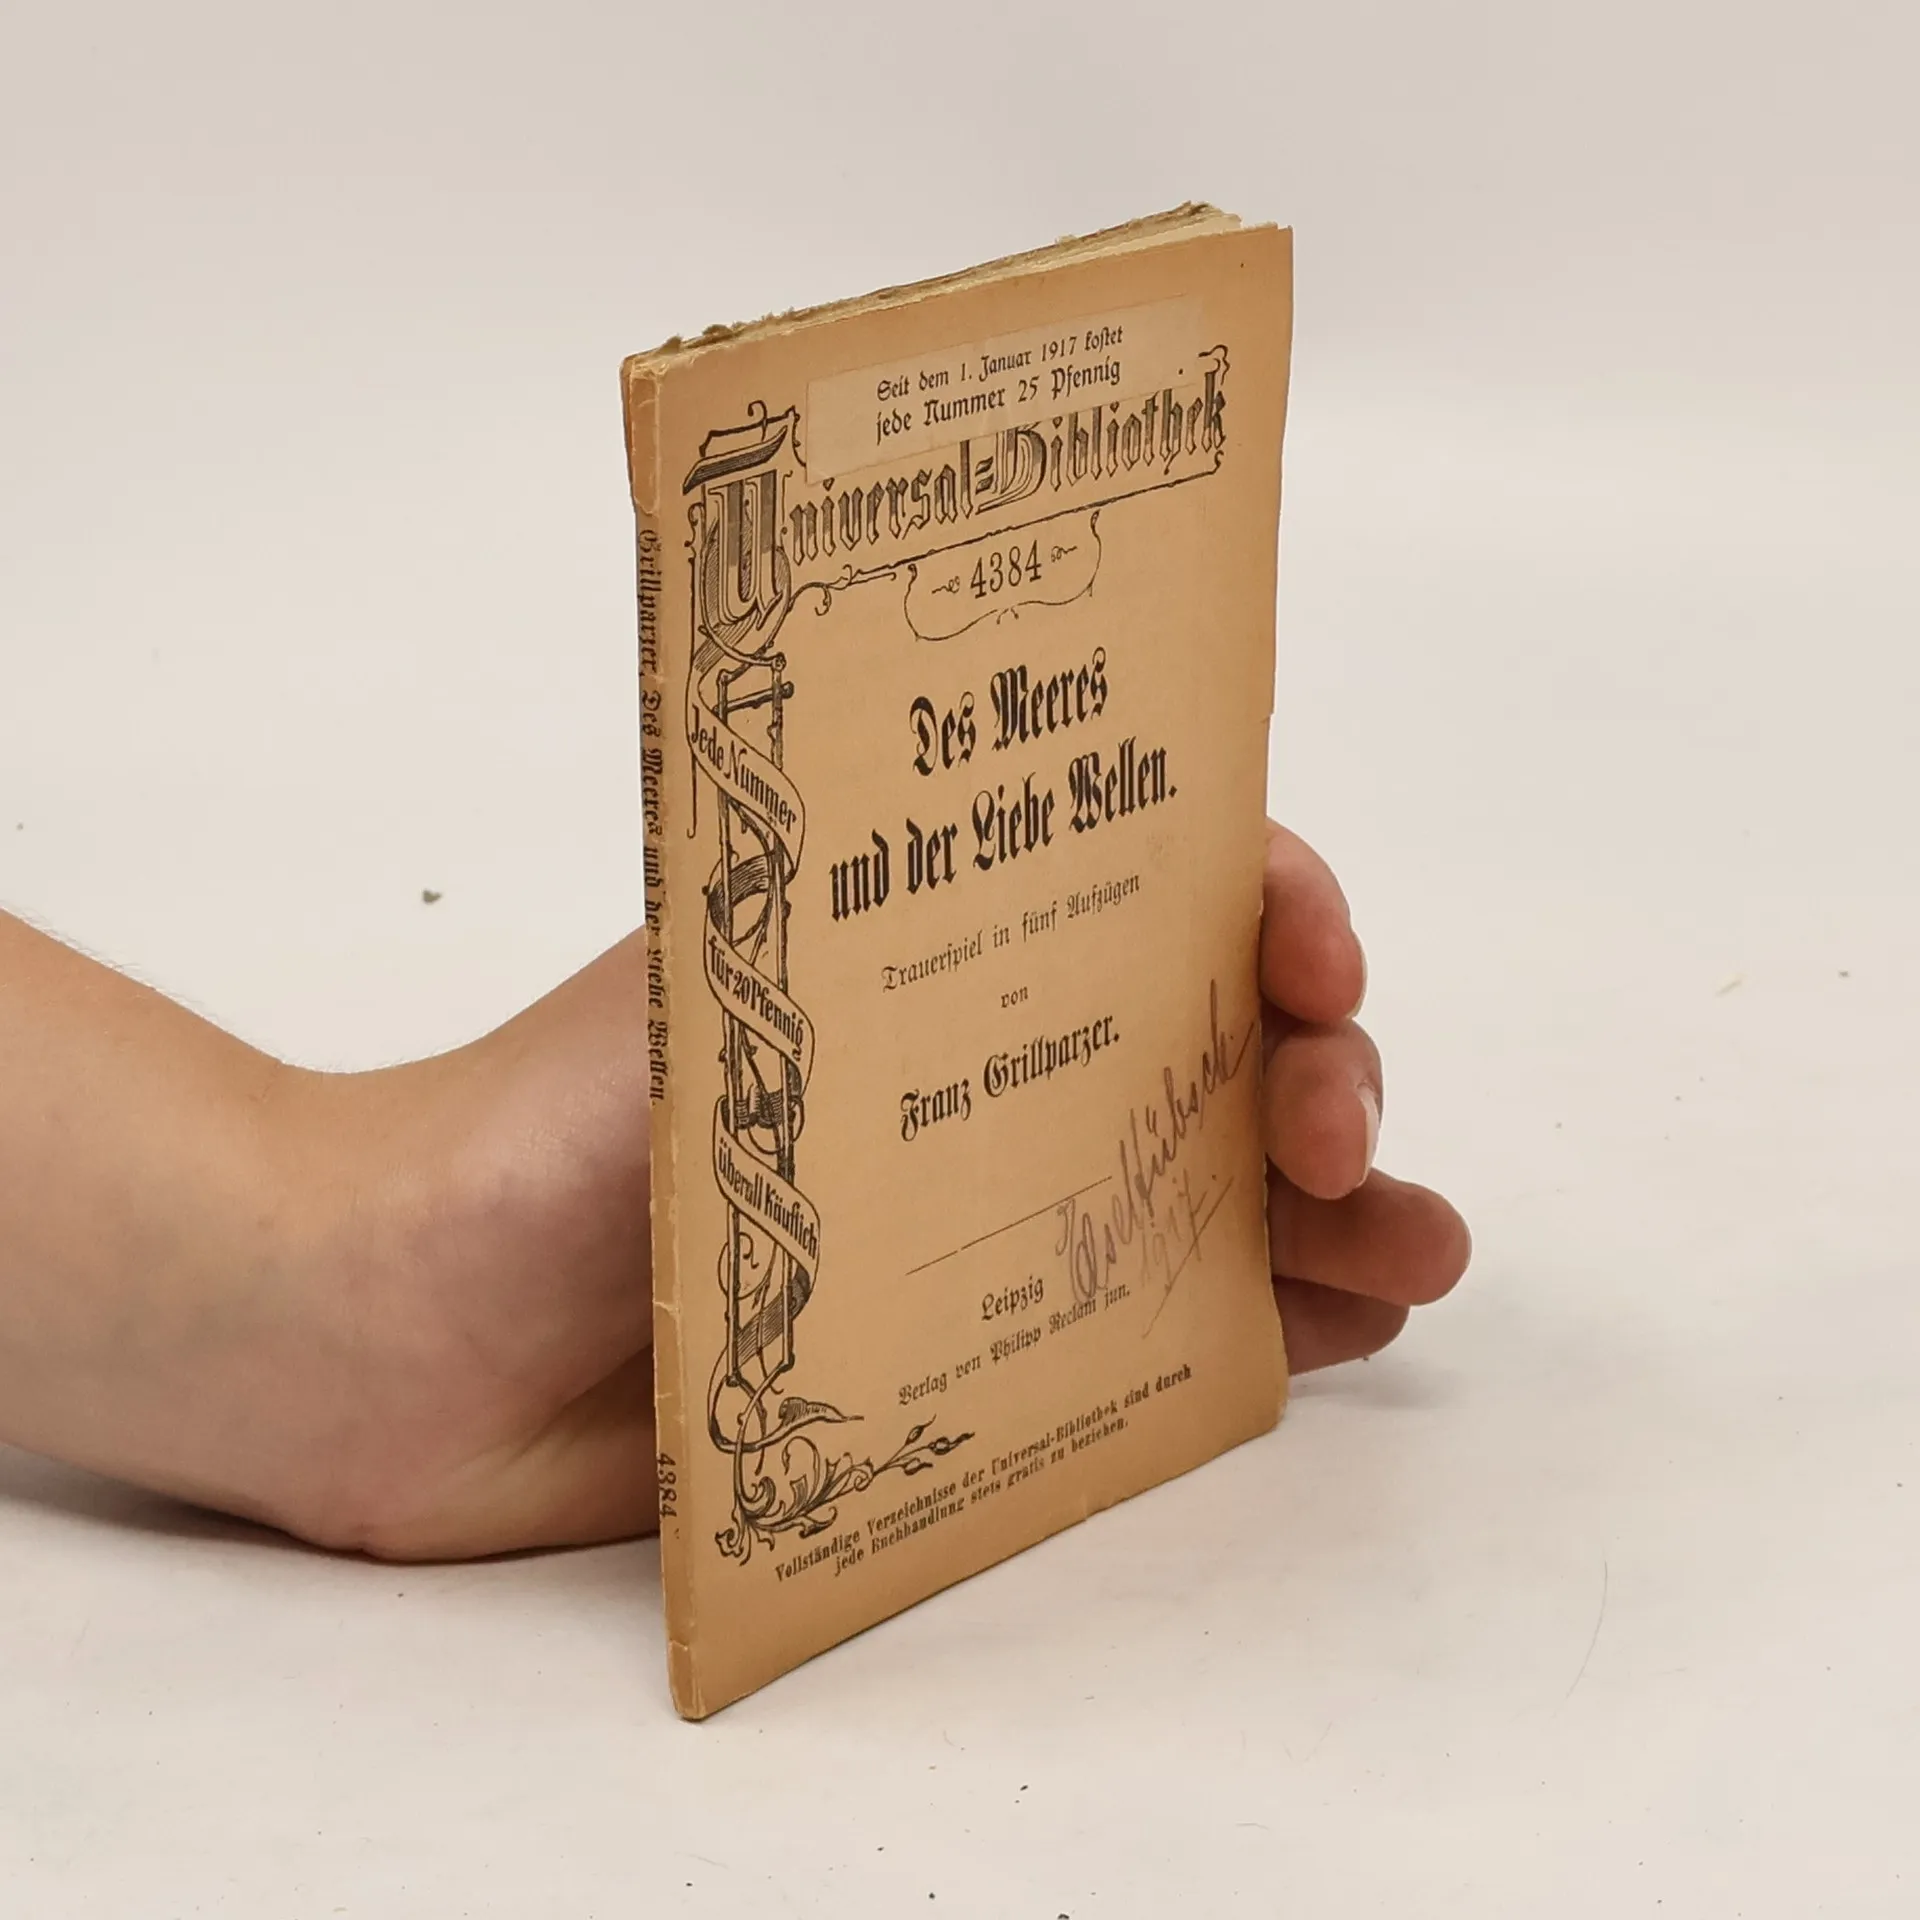 Seit dem 1. Januar 1917 kostet
jede Nummer 25 Pfennig
Universal-Bibliothek
4384
Des Meeres
und der Liebe Wellen.
Trauerspiel in fünf Aufzügen
von
Franz Grillparzer.
Jede Nummer
für 20 Pfennig
überall käuflich
1917.
Leipzig
Verlag von Philipp Reclam jun.
Vollständige Verzeichnisse der Universal-Bibliothek sind durch
jede Buchhandlung stets gratis zu beziehen.
Grillparzer, Des Meeres und der Liebe Wellen.
4384